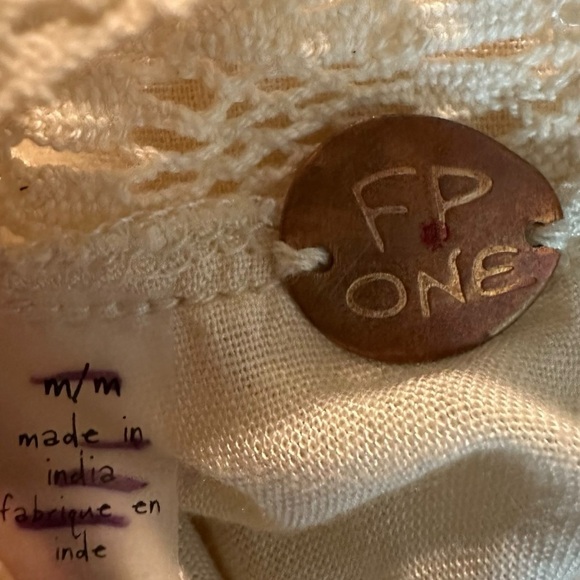 FP
ONE
m/m
made in
india
fabrique en
inde